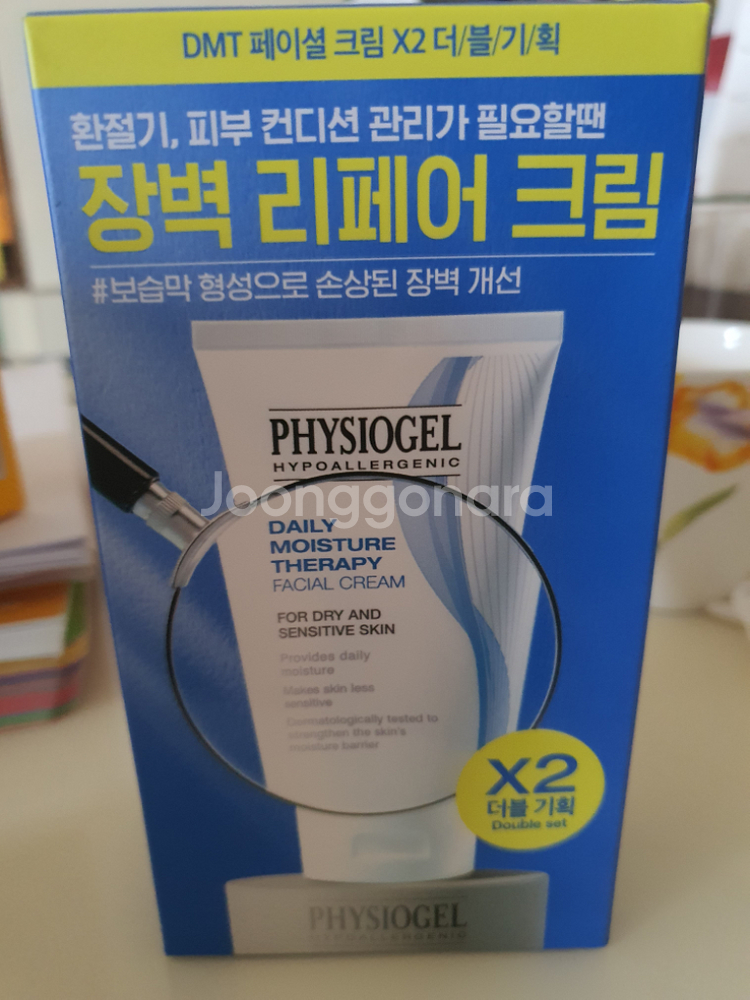 DMT 페이셜 크림 X2 더/블/기/획
환절기, 피부 컨디션 관리가 필요할땐
장벽 리페어 크림
#보습막 형성으로 손상된 장벽 개선
PHYSIOGEL
HYPOALLERGENIC
Joonggonara
DAILY
MOISTURE
THERAPY
FACIAL CREAM
FOR DRY AND
SENSITIVE SKIN
Provides daily
moisture
Makes skin less
sensitive
Dermatologically tested to
strengthen the skin's
moisture barrier
X2
더블 기획
Double set
PHYSIOGEL
HYPOALLERGENIC